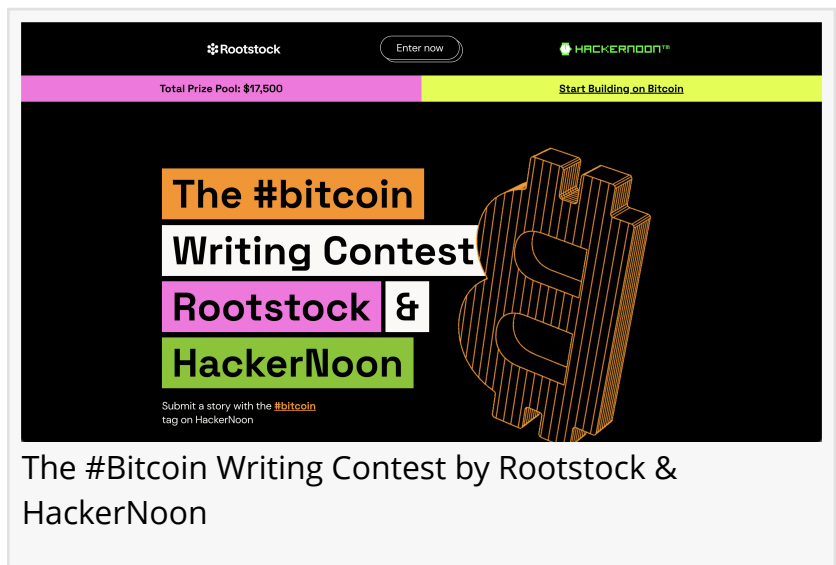 Rootstock
Enter now
HACKERNOON™
Total Prize Pool: $17,500
Start Building on Bitcoin
The #bitcoin
Writing Contest
Rootstock &
HackerNoon
Submit a story with the #bitcoin
tag on HackerNoon
The #Bitcoin Writing Contest by Rootstock &
HackerNoon